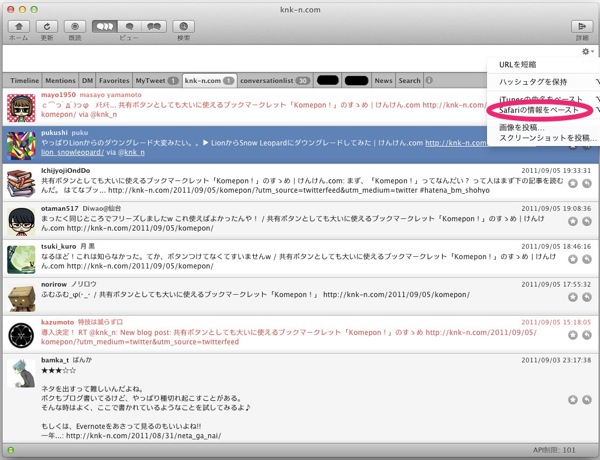 knk-n.com
ホーム 更新 既読 ビュー 検索 詳細
URLを短縮
ハッシュタグを保持
iTunesの曲名をペースト
Safariの情報をペースト
画像を投稿...
スクリーンショットを投稿...
Timeline Mentions DM Favorites MyTweet 1 knk-n.com 1 conversationlist 30 News Search
mayo1950 masayo yamamoto
共有ボタンとしても大いに使えるブックマークレット「Komepon！」のすゝめ | けんけん.com http://knk-n.com/2011/09/05/
komepon/ via @knk_n
pukushi puku
やっぱりLionからのダウングレード大変みたい。。▶ LionからSnow Leopardにダウングレードしてみた | けんけん.com
lion_snowleopard/ via @knk_n
IchijyojiOnDo 2011/09/05 19:33:31
共有ボタンとしても大いに使えるブックマークレット「Komepon！」のすゝめ | けんけん.com: まず、「Komepon！」ってなんだい？ って人はまず下の記事を読む
んだ。 はてなブッ... http://knk-n.com/2011/09/05/komepon/?utm_source=twitterfeed&utm_medium=twitter #hatena_bm_shohyo
otaman517 Diwao@仙台 2011/09/05 19:08:36
まったく同じところでフリーズしましたw これ使えばよかったんや！ / 共有ボタンとしても大いに使えるブックマークレット「Komepon！」のすゝめ | けんけ
ん.com http://knk-n.com/2011/09/05/komepon/
tsuki_kuro 月 黒 2011/09/05 18:46:16
なるほど！これは知らなかった。てか、ボタンつけてなくてすいませんw / 共有ボタンとしても大いに使えるブックマークレット「Komepon！」のすゝめ | けんけ
ん.com http://knk-n.com/2011/09/05/komepon/
norirow ノリロウ 2011/09/05 17:55:32
ふむふむ_φ(･_･ / 共有ボタンとしても大いに使えるブックマークレット「Komepon！」 http://knk-n.com/2011/09/05/komepon/
kazumoto 特技は減らず口 2011/09/05 15:18:05
導入決定！ RT @knk_n: New blog post: 共有ボタンとしても大いに使えるブックマークレット「Komepon！」のすゝめ http://knk-n.com/2011/09/05/
komepon/?utm_medium=twitter&utm_source=twitterfeed
bamka_t ばんか 2011/09/03 23:17:38
★★★☆☆
ネタを出すって難しいんだよね。
ボクもブログ書いてるけど、やっぱり種切れ起こすことがある。
そんな時はよく、ここで書かれているようなことを試してみるよ♪
もしくは、Evernoteをあさって見るのもいいよね!!
一年...: http://knk-n.com/2011/08/31/neta_ga_nai/
API制限: 101